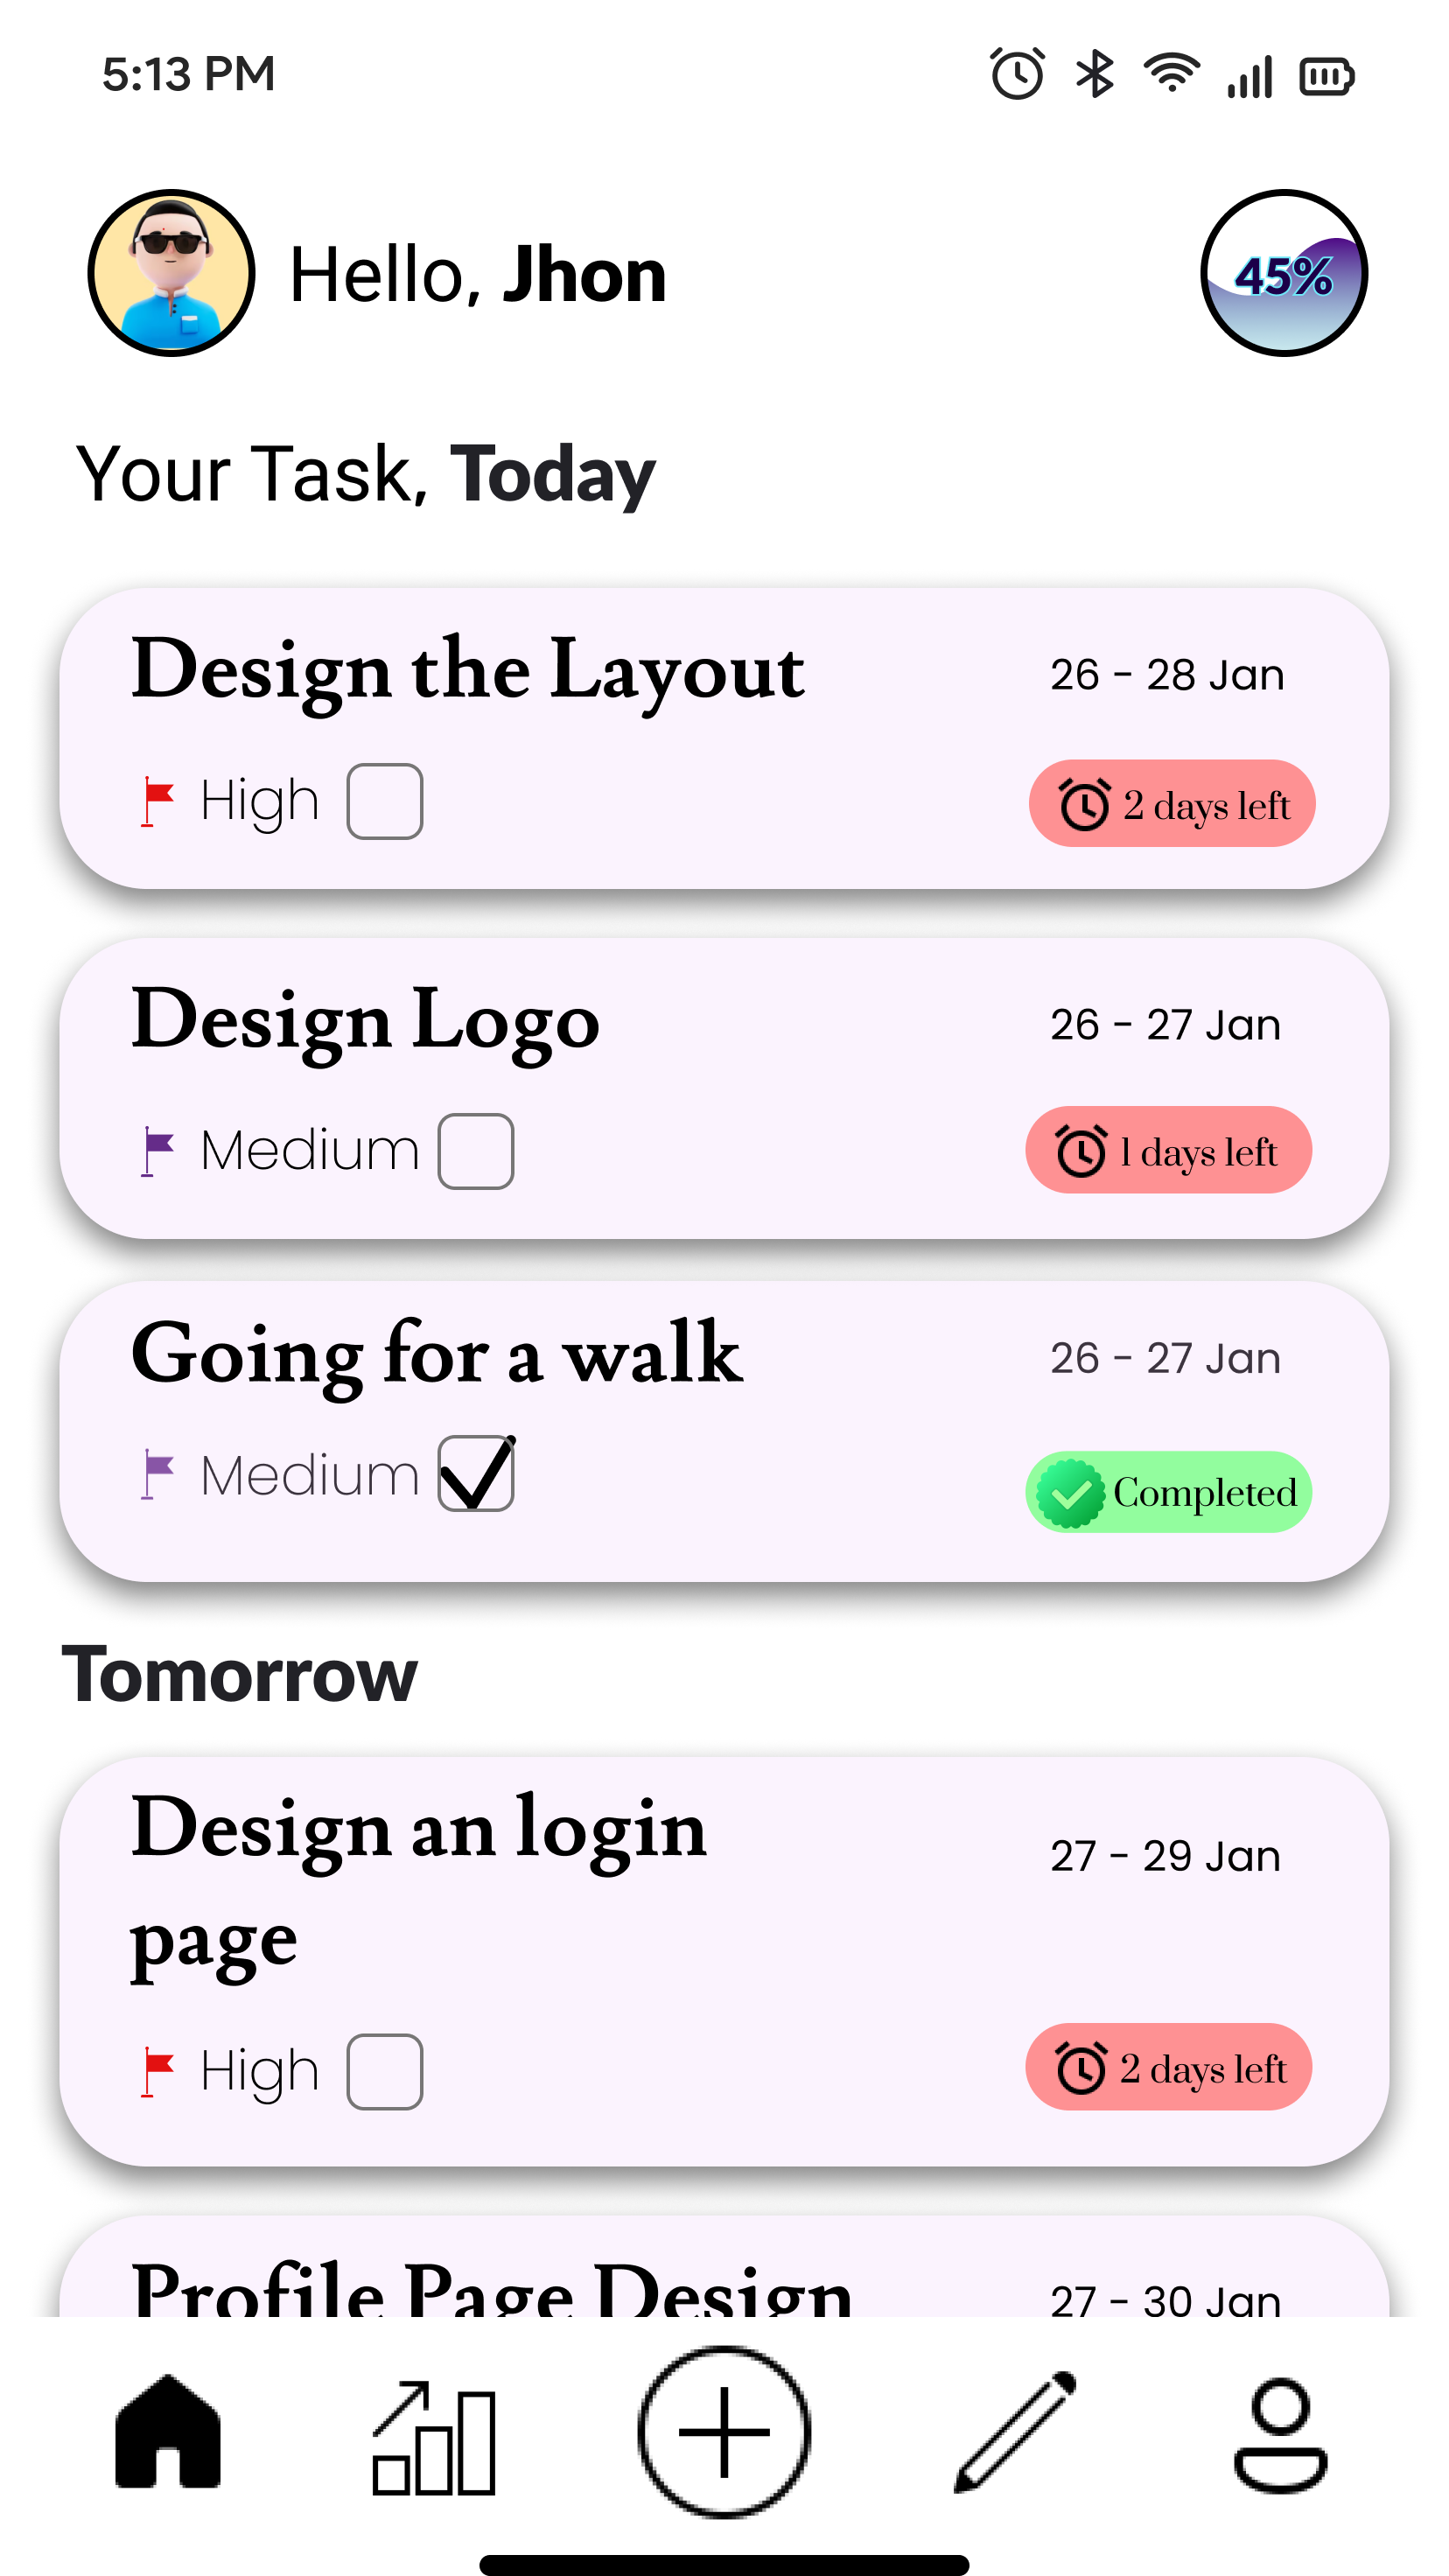 5:13 PM
Hello, Jhon
45%
Your Task, Today
Design the Layout
26 - 28 Jan
High
2 days left
Design Logo
26 - 27 Jan
Medium
1 days left
Going for a walk
26 - 27 Jan
Medium
Completed
Tomorrow
Design an login
page
27 - 29 Jan
High
2 days left
Profile Page Design
27 - 30 Jan